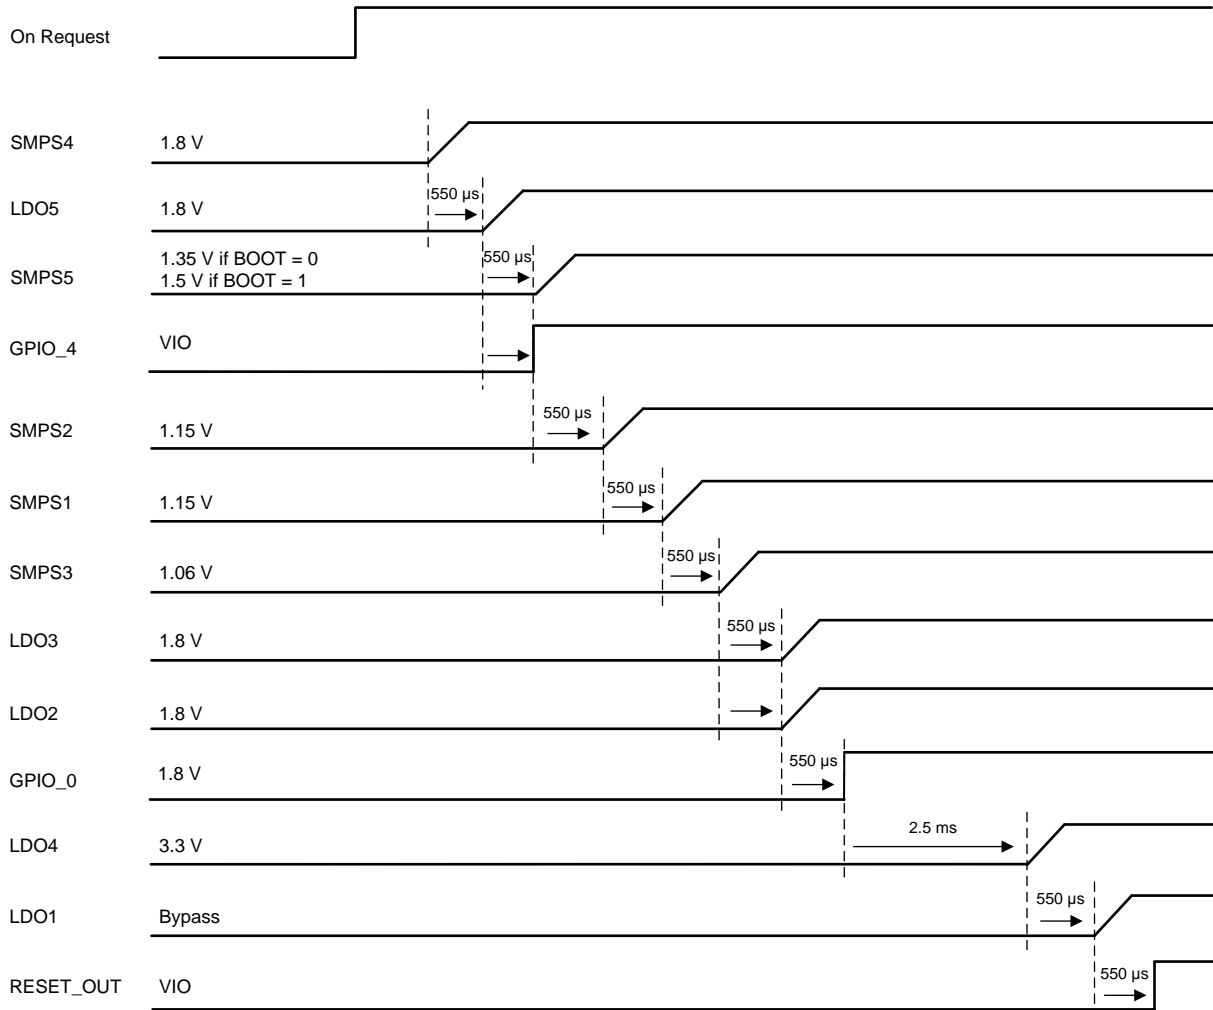 On Request
SMPS4 1.8 V
550 µs
LDO5 1.8 V
1.35 V if BOOT = 0
550 µs
SMPS5
1.5 V if BOOT = 1
GPIO_4 VIO
550 µs
SMPS2 1.15 V
550 µs
SMPS1 1.15 V
550 µs
SMPS3 1.06 V
550 µs
LDO3 1.8 V
LDO2 1.8 V
550 µs
GPIO_0 1.8 V
2.5 ms
LDO4 3.3 V
550 µs
LDO1 Bypass
550 µs
RESET_OUT VIO